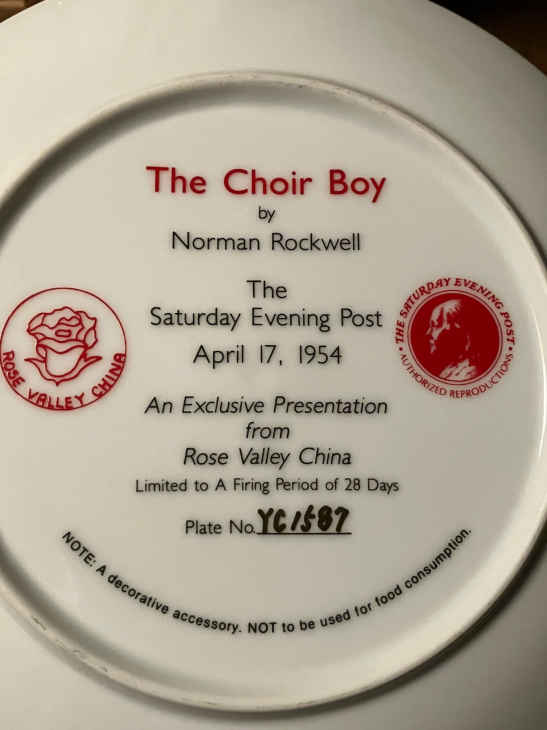 The Choir Boy
by
Norman Rockwell
The
Saturday Evening Post
April 17, 1954
ROSE VALLEY CHINA
• THE SATURDAY EVENING POST •
AUTHORIZED REPRODUCTIONS
An Exclusive Presentation
from
Rose Valley China
Limited to A Firing Period of 28 Days
Plate No. YC1587
NOTE: A decorative accessory. NOT to be used for food consumption.